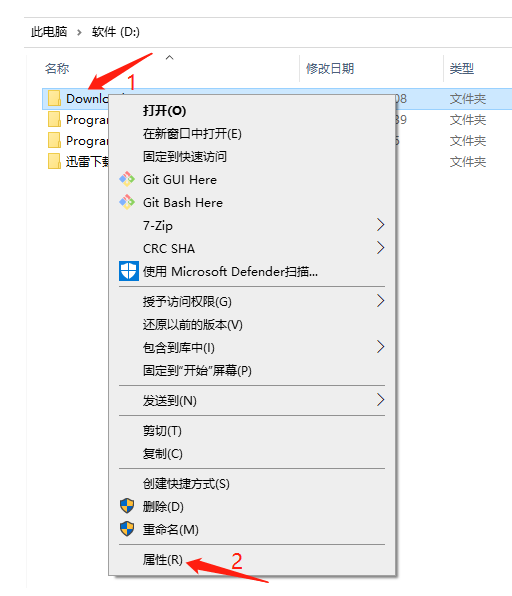 此电脑 › 软件 (D:)
名称 修改日期 类型
1
08 文件夹
打开(O)
Program 39 文件夹
在新窗口中打开(E)
Program 文件夹
固定到快速访问
迅雷下载 文件夹
Git GUI Here
Git Bash Here
7-Zip
CRC SHA
使用 Microsoft Defender扫描...
授予访问权限(G)
还原以前的版本(V)
包含到库中(I)
固定到"开始"屏幕(P)
发送到(N)
剪切(T)
复制(C)
创建快捷方式(S)
删除(D)
重命名(M)
属性(R) 2